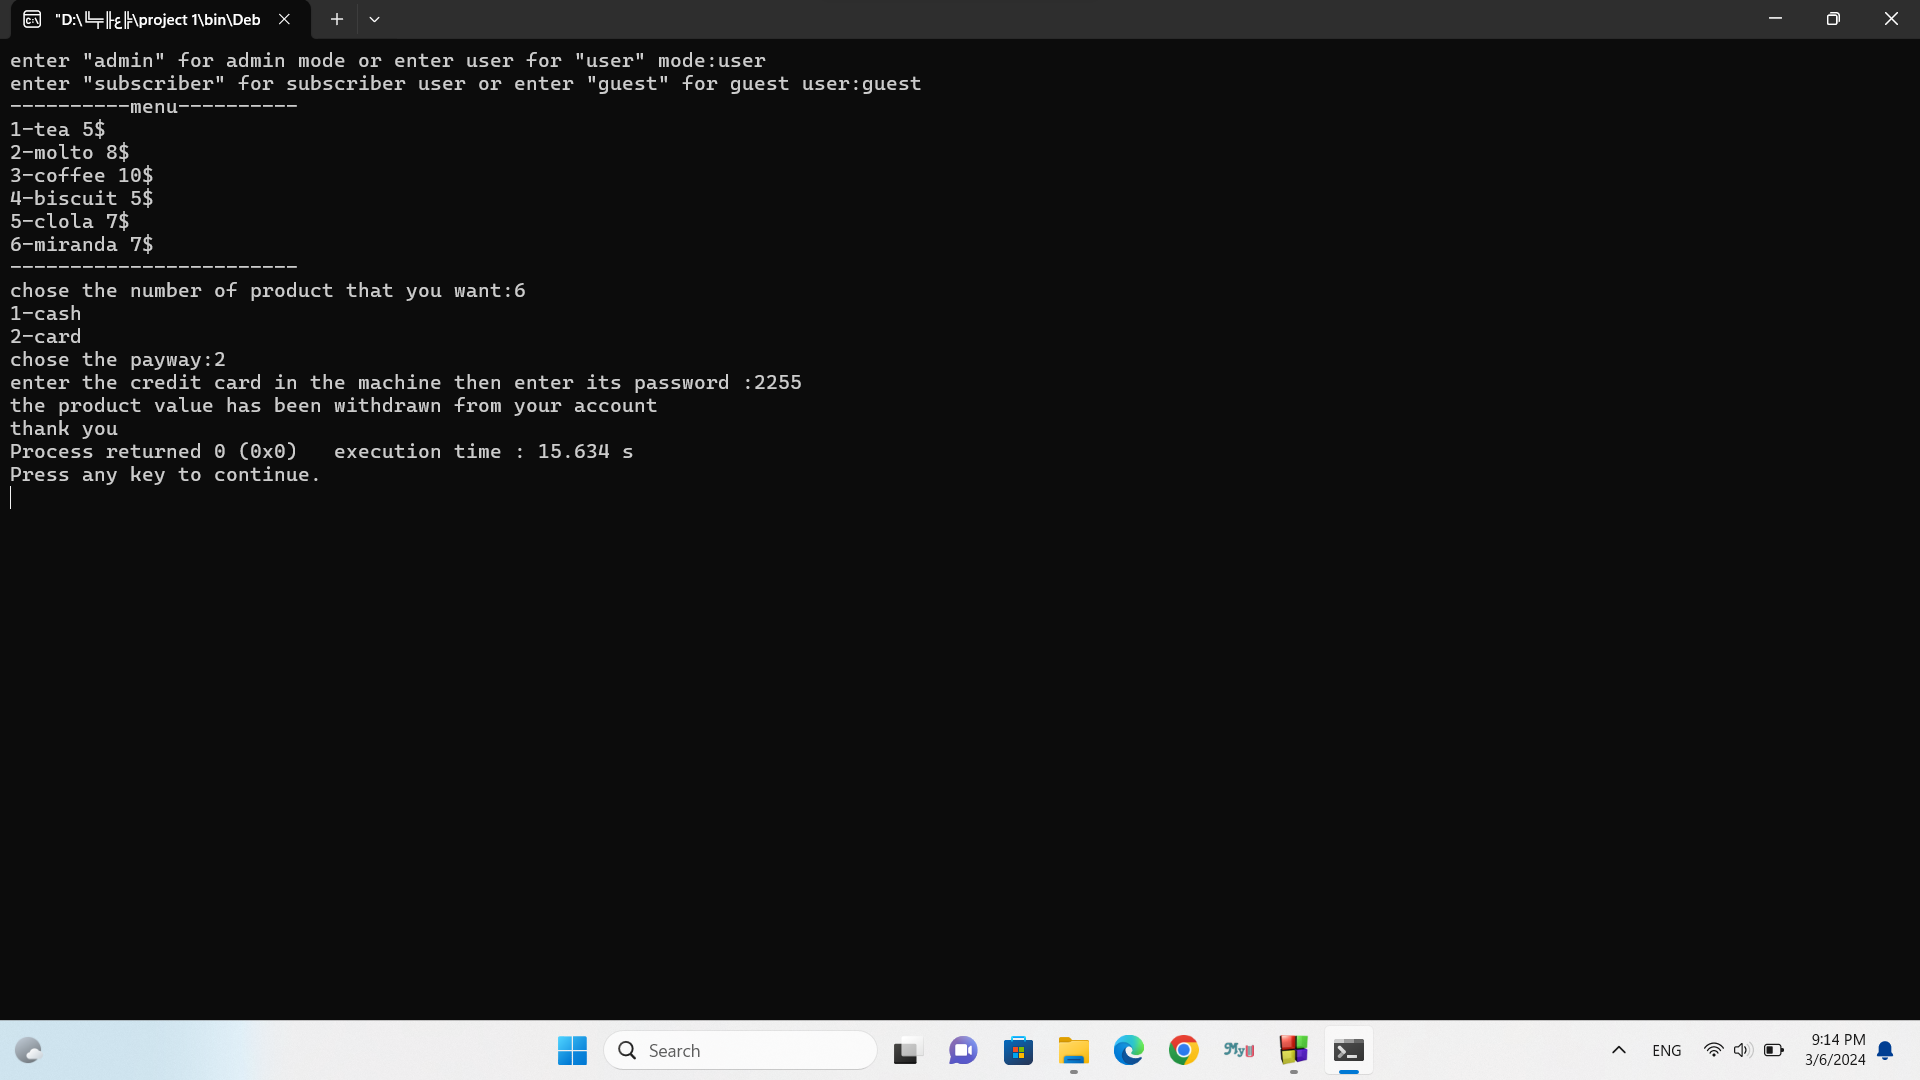 "D:\╚╤╟عـ╠\project 1\bin\Deb
enter "admin" for admin mode or enter user for "user" mode:user
enter "subscriber" for subscriber user or enter "guest" for guest user:guest
----------menu----------
1-tea 5$
2-molto 8$
3-coffee 10$
4-biscuit 5$
5-clola 7$
6-miranda 7$
------------------------
chose the number of product that you want:6
1-cash
2-card
chose the payway:2
enter the credit card in the machine then enter its password :2255
the product value has been withdrawn from your account
thank you
Process returned 0 (0x0)   execution time : 15.634 s
Press any key to continue.
Search
MyU
ENG
9:14 PM
3/6/2024